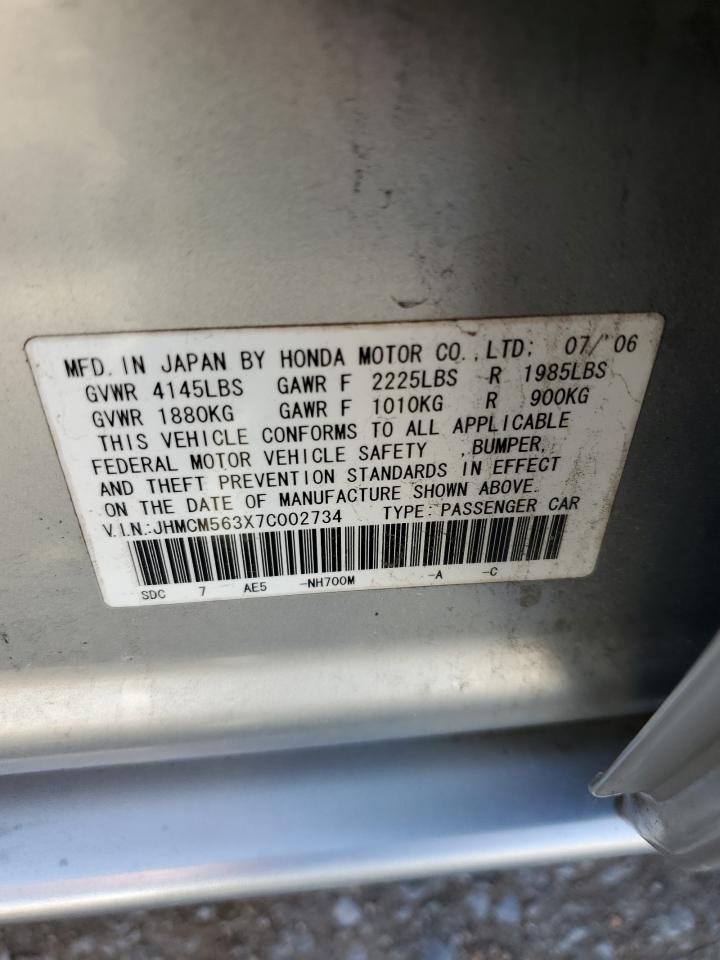 MFD. IN JAPAN BY HONDA MOTOR CO., LTD. 07/'06
GVWR 4145LBS GAWR F 2225LBS R 1985LBS
GVWR 1880KG GAWR F 1010KG R 900KG
THIS VEHICLE CONFORMS TO ALL APPLICABLE
FEDERAL MOTOR VEHICLE SAFETY ,BUMPER,
AND THEFT PREVENTION STANDARDS IN EFFECT
ON THE DATE OF MANUFACTURE SHOWN ABOVE.
V.I.N.:JHMCM563X7C002734 TYPE:PASSENGER CAR
SDC 7 AE5 -NH700M -A -C